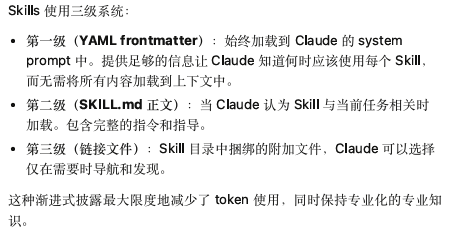 Skills 使用三级系统：
• 第一级（YAML frontmatter）：始终加载到 Claude 的 system
prompt 中。提供足够的信息让 Claude 知道何时应该使用每个 Skill，
而无需将所有内容加载到上下文中。
• 第二级（SKILL.md 正文）：当 Claude 认为 Skill 与当前任务相关时
加载。包含完整的指令和指导。
• 第三级（链接文件）：Skill 目录中捆绑的附加文件，Claude 可以选择
仅在需要时导航和发现。
这种渐进式披露最大限度地减少了 token 使用，同时保持专业化的专业知
识。